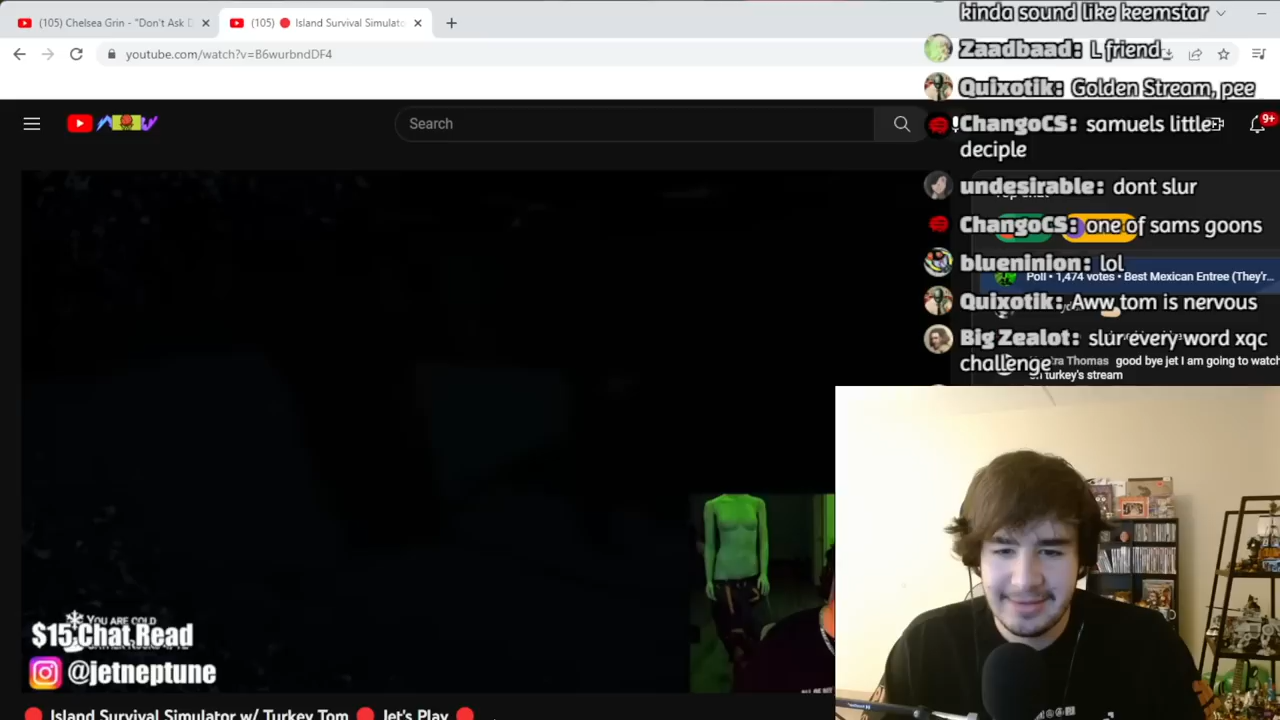 (105) Chelsea Grin - "Don't Ask D
(105) 🔴 Island Survival Simulato
youtube.com/watch?v=B6wurbndDF4
Search
9+
kinda sound like keemstar
Zaadbaad: L friend
Quixotik: Golden Stream, pee
ChangoCS: samuels little
deciple
undesirable: dont slur
ChangoCS: one of sams goons
blueninion: lol
Poll • 1,474 votes • Best Mexican Entree (They'r...
Quixotik: Aww tom is nervous
Big Zealot: slur every word xqc
challenge
Thomas good bye jet I am going to watch
turkey's stream
YOU ARE COLD
$15 Chat Read
@jetneptune
🔴 Island Survival Simulator w/ Turkey Tom 🔴 Jet's Play 🔴